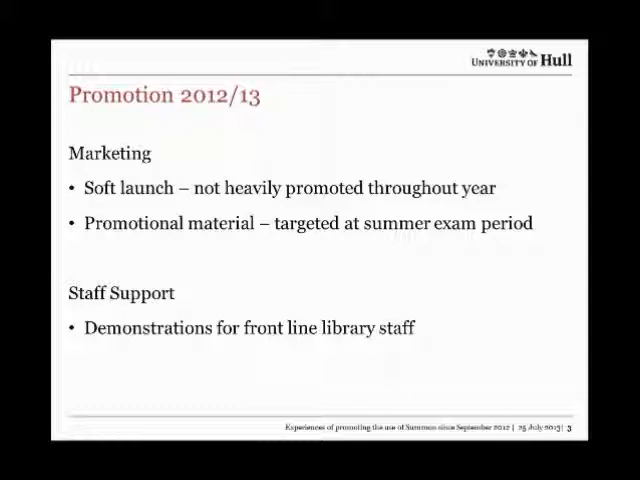 UNIVERSITY OF Hull
Promotion 2012/13
Marketing
• Soft launch – not heavily promoted throughout year
• Promotional material – targeted at summer exam period
Staff Support
• Demonstrations for front line library staff
Experiences of promoting the use of Summon since September 2012 | 25 July 2013 | 3